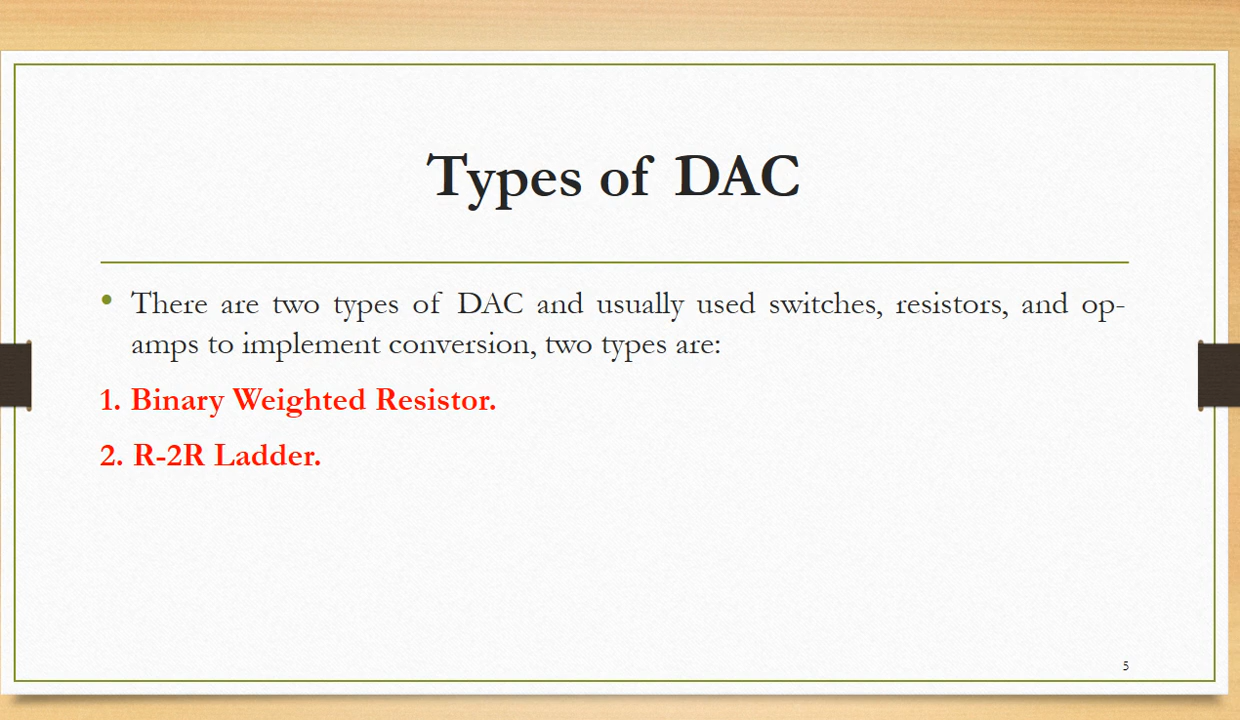 Types of DAC
• There are two types of DAC and usually used switches, resistors, and op-
amps to implement conversion, two types are:
1. Binary Weighted Resistor.
2. R-2R Ladder.
5